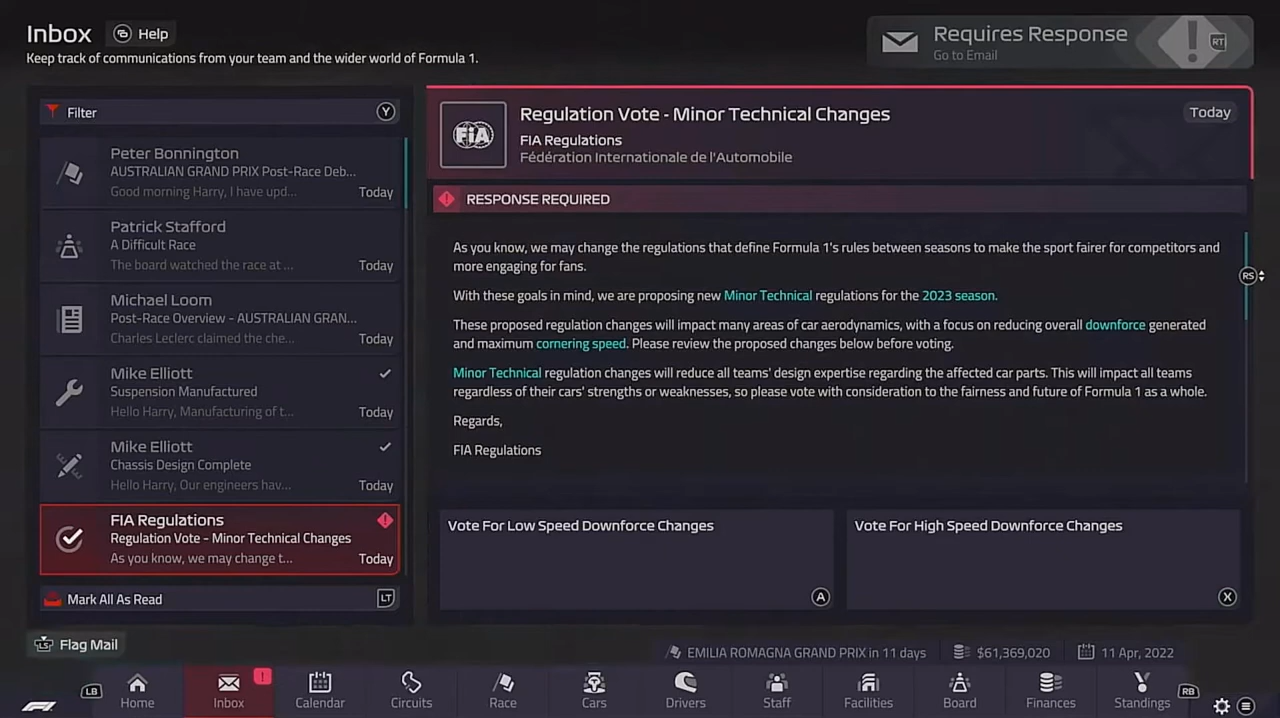 Inbox
Help
Keep track of communications from your team and the wider world of Formula 1.
Requires Response
Go to Email
RT
Filter
Y
Peter Bonnington
AUSTRALIAN GRAND PRIX Post-Race Deb...
Good morning Harry, I have upd...
Today
Patrick Stafford
A Difficult Race
The board watched the race at ...
Today
Michael Loom
Post-Race Overview - AUSTRALIAN GRAN...
Charles Leclerc claimed the che...
Today
Mike Elliott
Suspension Manufactured
Hello Harry, Manufacturing of t...
Today
Mike Elliott
Chassis Design Complete
Hello Harry, Our engineers hav...
Today
FIA Regulations
Regulation Vote - Minor Technical Changes
As you know, we may change t...
Today
Mark All As Read
LT
LS
Flag Mail
FiA
Regulation Vote - Minor Technical Changes
Today
FIA Regulations
Fédération Internationale de l'Automobile
RESPONSE REQUIRED
As you know, we may change the regulations that define Formula 1's rules between seasons to make the sport fairer for competitors and
more engaging for fans.
With these goals in mind, we are proposing new Minor Technical regulations for the 2023 season.
These proposed regulation changes will impact many areas of car aerodynamics, with a focus on reducing overall downforce generated
and maximum cornering speed. Please review the proposed changes below before voting.
Minor Technical regulation changes will reduce all teams' design expertise regarding the affected car parts. This will impact all teams
regardless of their cars' strengths or weaknesses, so please vote with consideration to the fairness and future of Formula 1 as a whole.
Regards,
FIA Regulations
RS
Vote For Low Speed Downforce Changes
A
Vote For High Speed Downforce Changes
X
EMILIA ROMAGNA GRAND PRIX in 11 days
$61,369,020
11 Apr, 2022
LB
Home
Inbox
Calendar
Circuits
Race
Cars
Drivers
Staff
Facilities
Board
Finances
Standings
RB